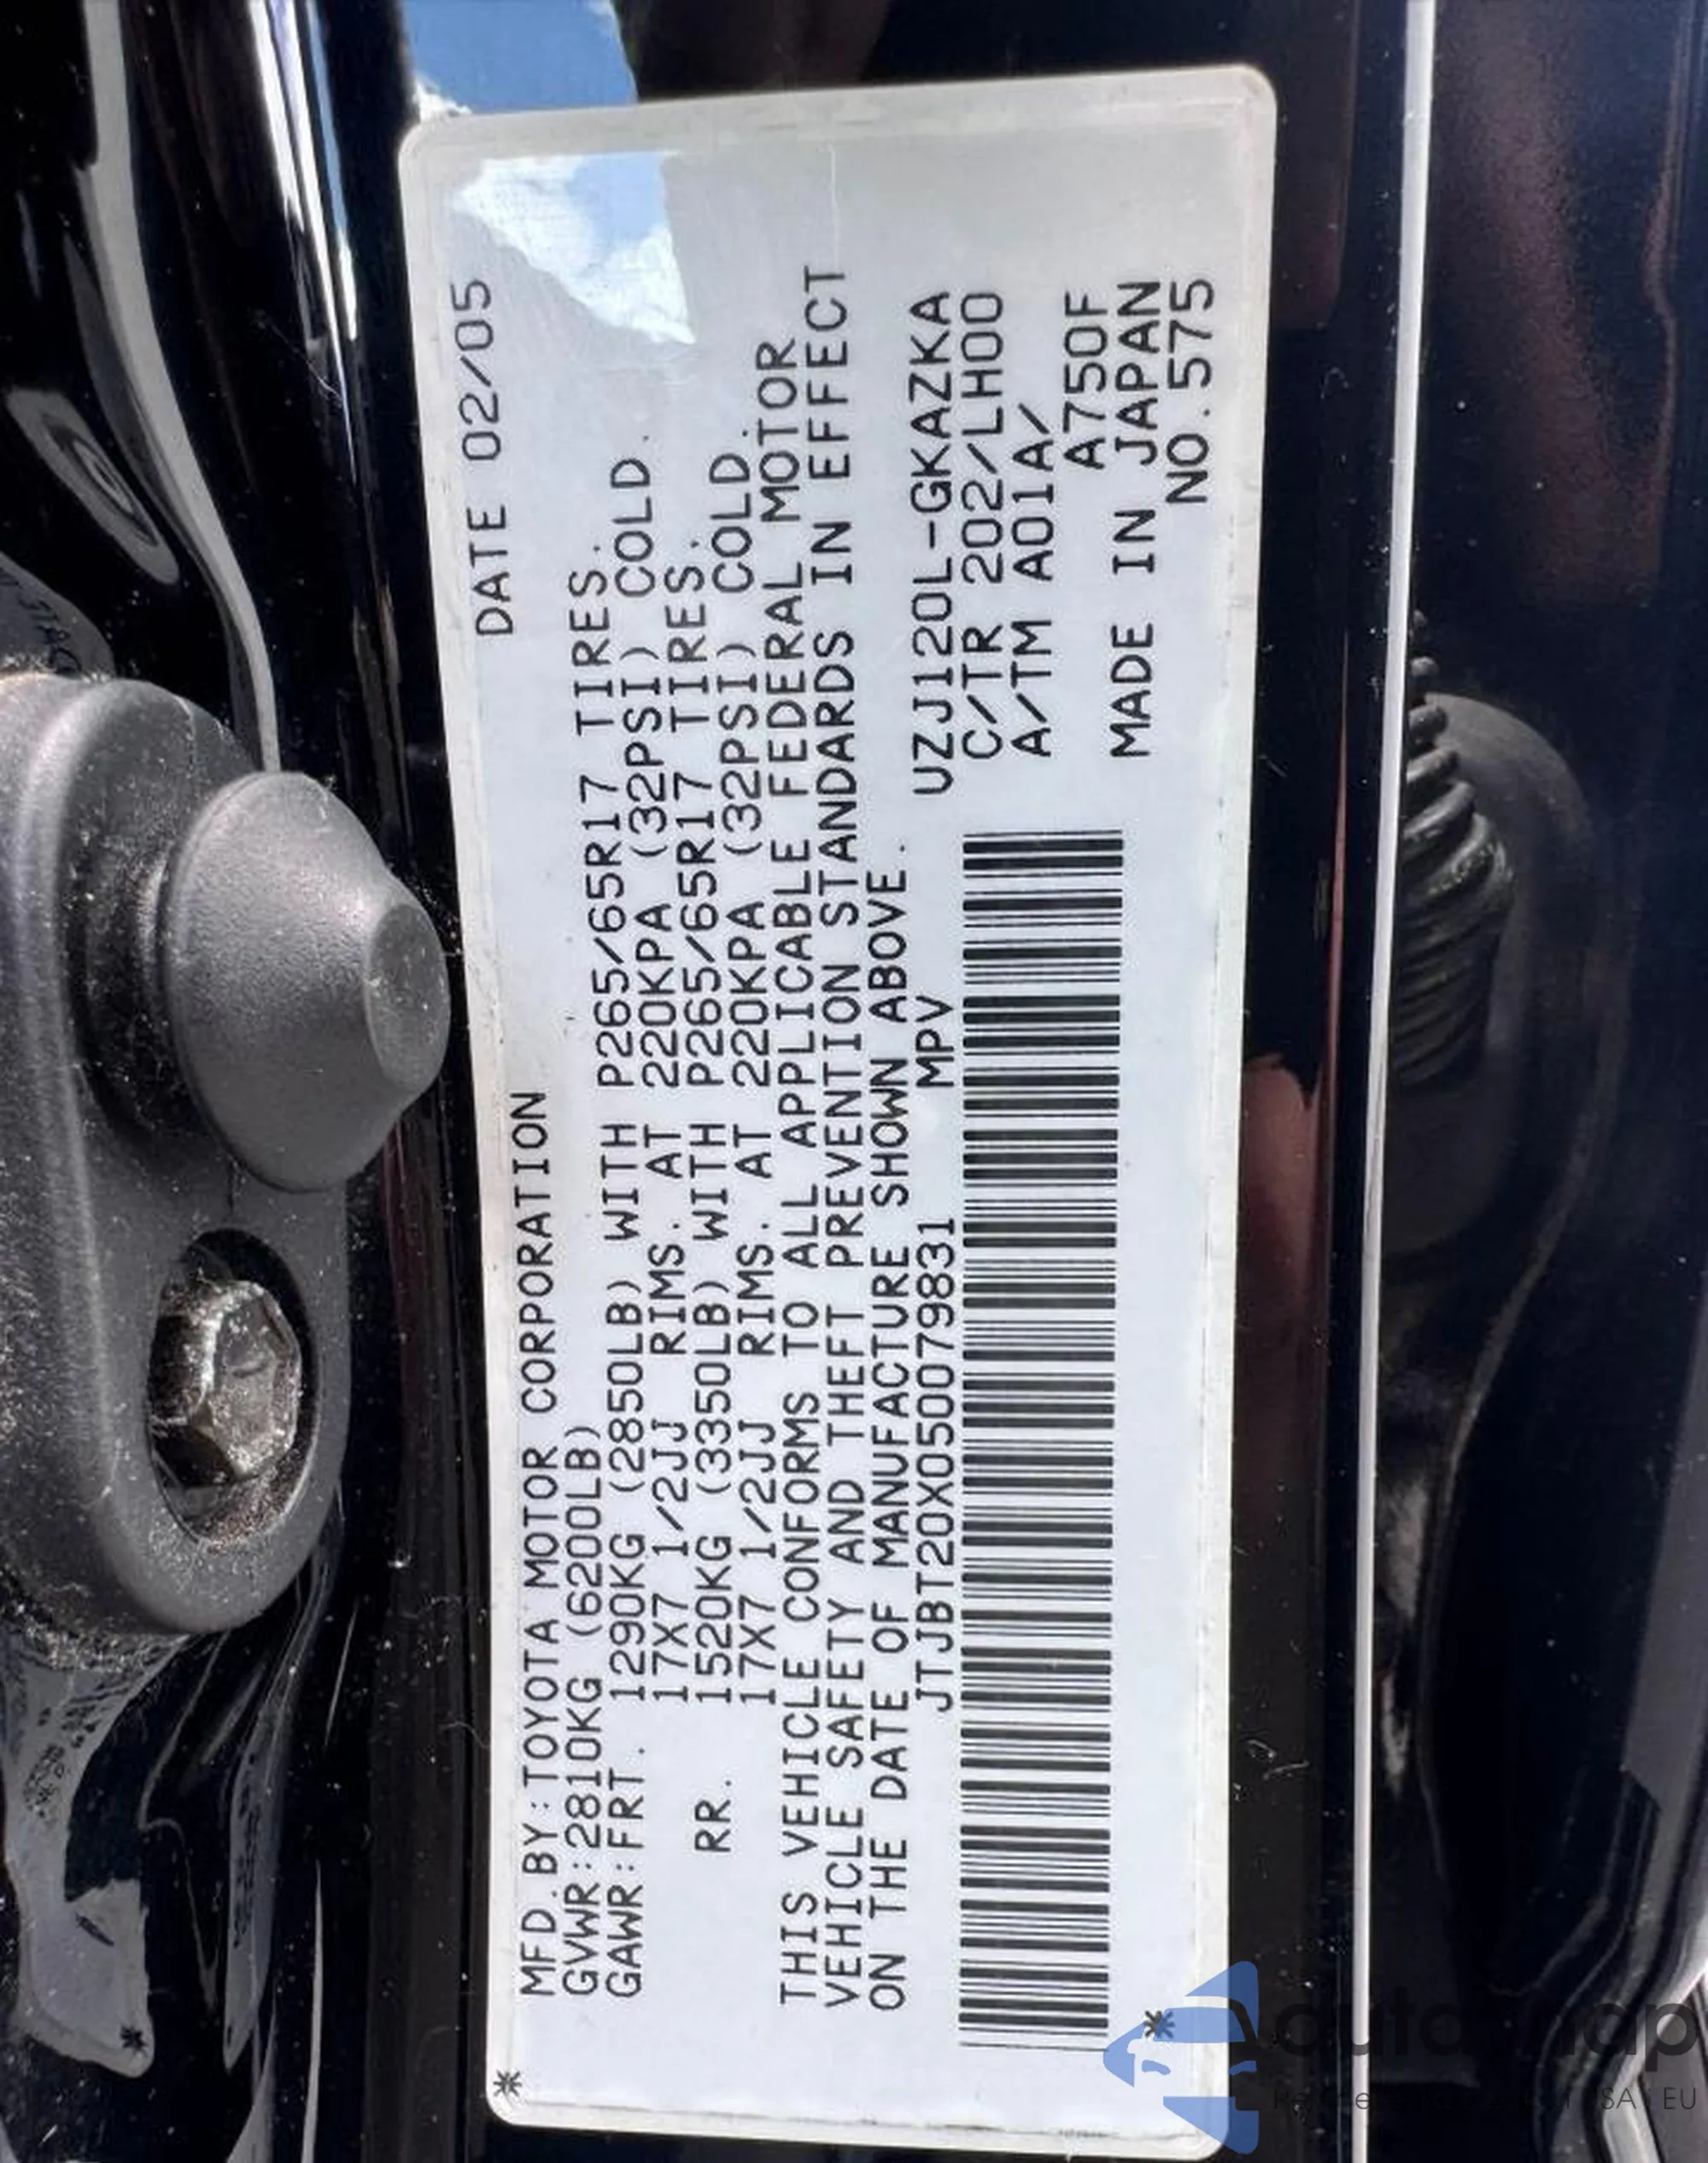 MFD.BY:TOYOTA MOTOR CORPORATION DATE 02/05
GVWR:2810KG (6200LB)
GAWR:FRT. 1290KG (2850LB) WITH P265/65R17 TIRES.
17X7 1/2JJ RIMS. AT 220KPA (32PSI) COLD.
RR. 1520KG (3350LB) WITH P265/65R17 TIRES.
17X7 1/2JJ RIMS. AT 220KPA (32PSI) COLD.
THIS VEHICLE CONFORMS TO ALL APPLICABLE FEDERAL MOTOR
VEHICLE SAFETY AND THEFT PREVENTION STANDARDS IN EFFECT
ON THE DATE OF MANUFACTURE SHOWN ABOVE.
JTJBT20X050079831 MPV
UZJ120L-GKAZKA
C/TR 202/LH00
A/TM A01A/
A750F
MADE IN JAPAN
NO.575